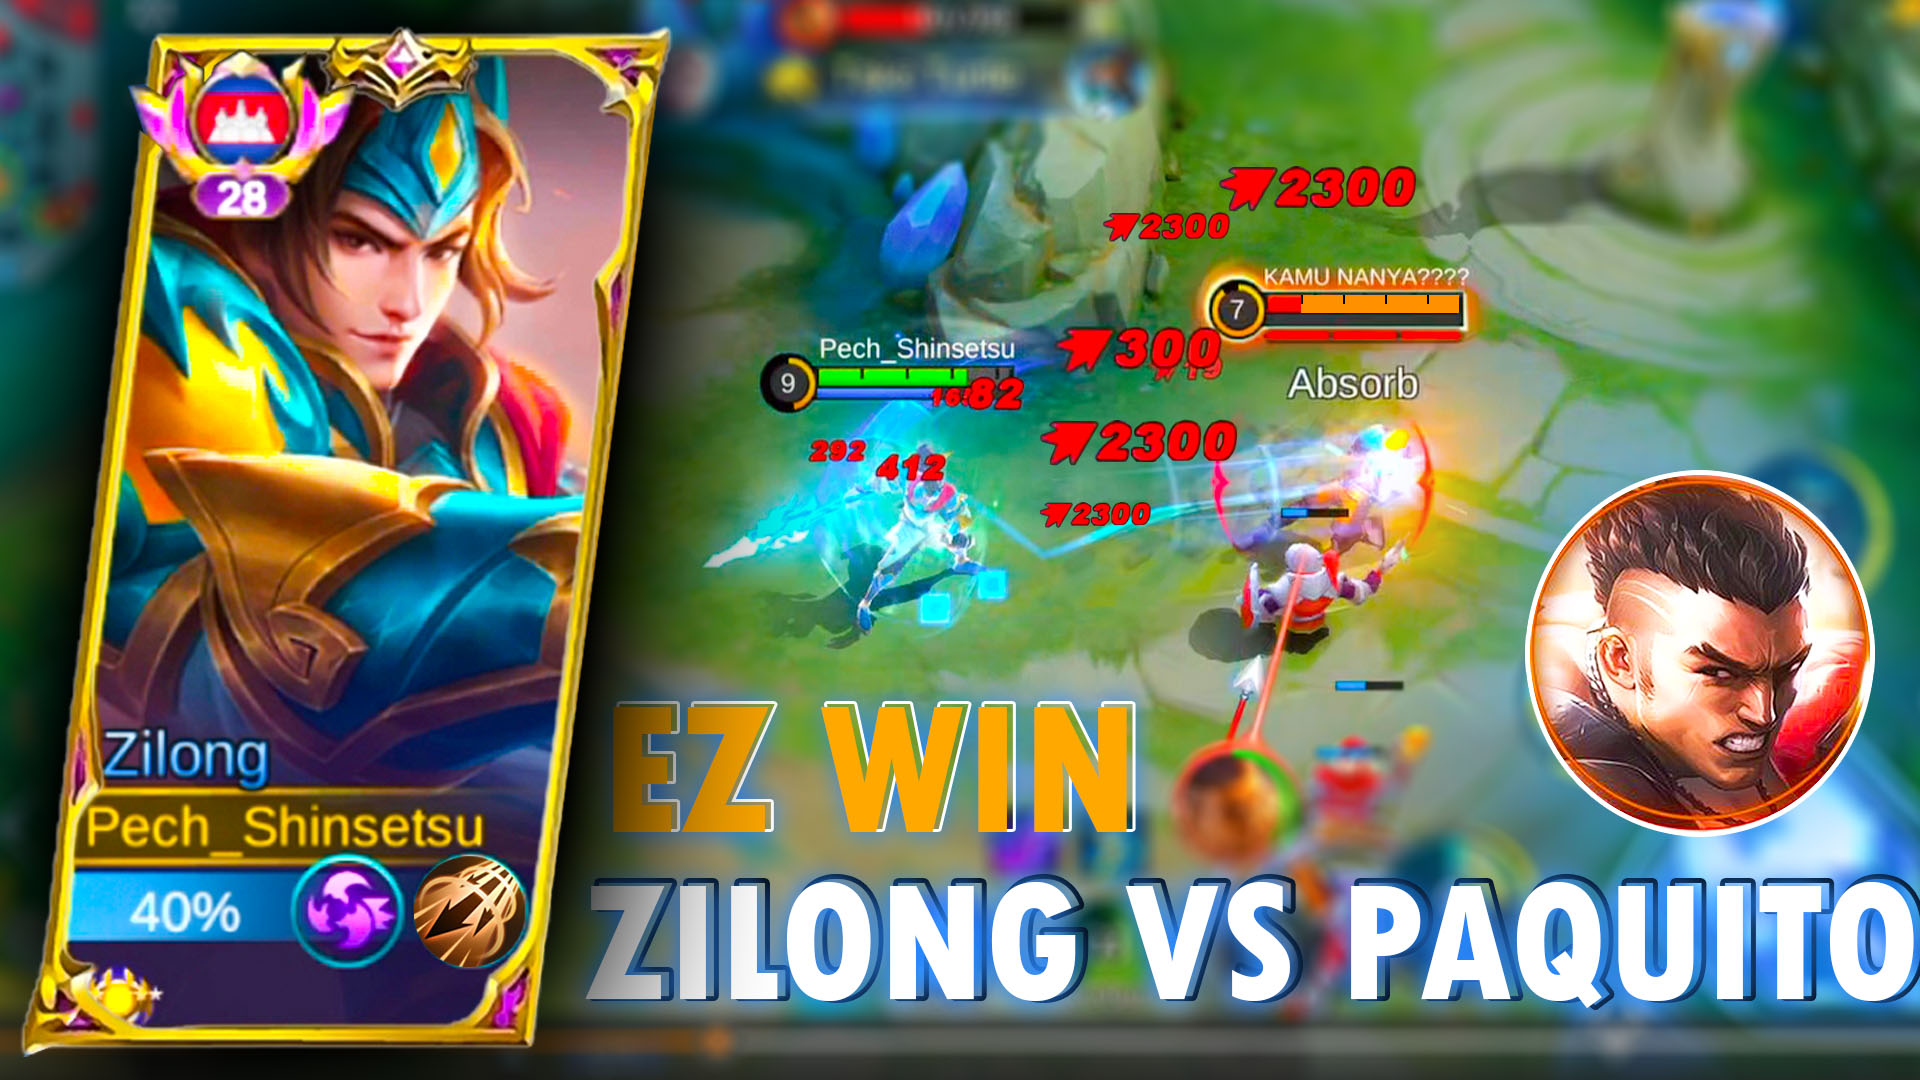 28
Zilong
Pech_Shinsetsu
40%
2300
2300
KAMU NANYA????
7
Pech_Shinsetsu
9
300
82
Absorb
292
412
2300
2300
EZ WIN
ZILONG VS PAQUITO